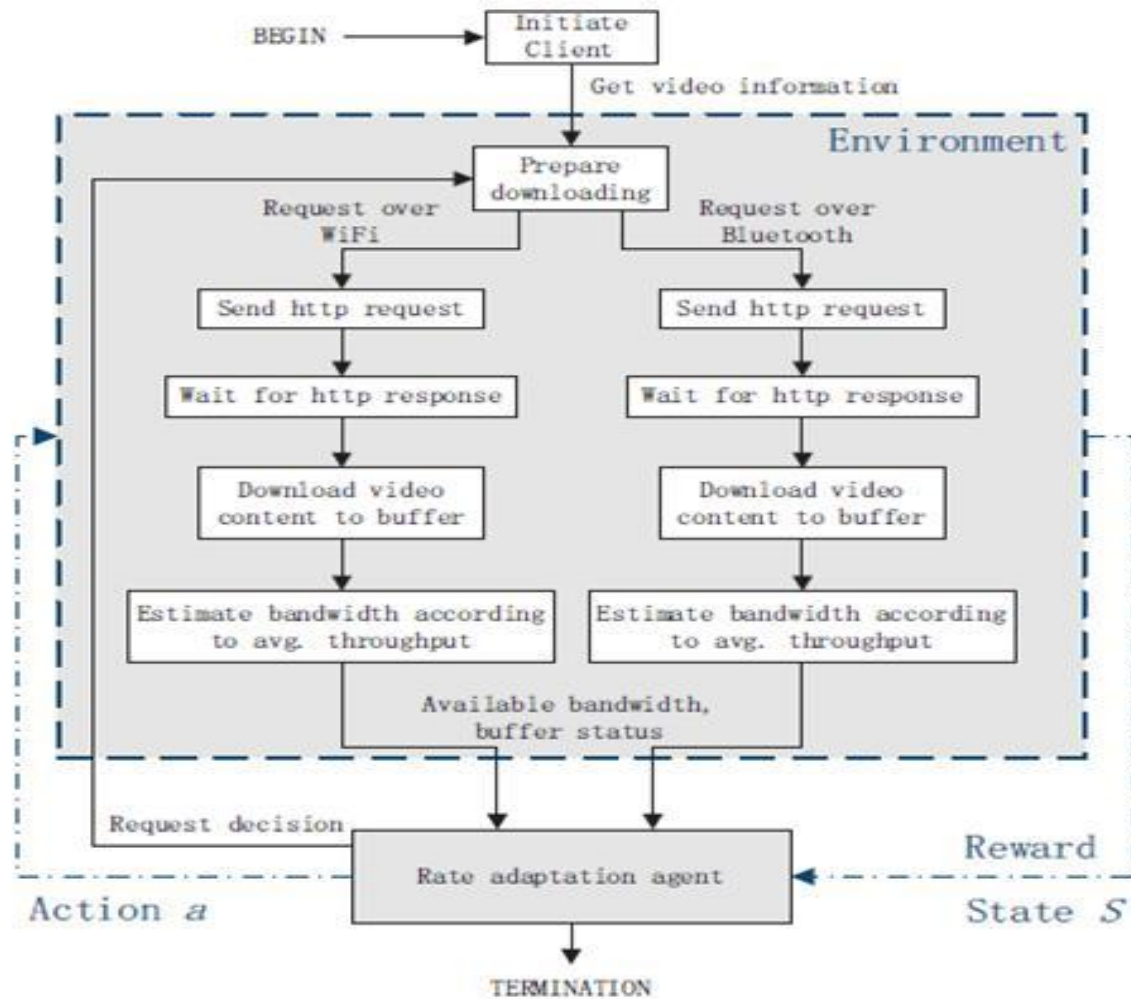 BEGIN
Initiate
Client
Get video information
Environment
Prepare
downloading
Request over
WiFi
Request over
Bluetooth
Send http request
Send http request
Wait for http response
Wait for http response
Download video
content to buffer
Download video
content to buffer
Estimate bandwidth according
to avg. throughput
Estimate bandwidth according
to avg. throughput
Available bandwidth,
buffer status
Request decision
Rate adaptation agent
Reward
Action a
State S
TERMINATION